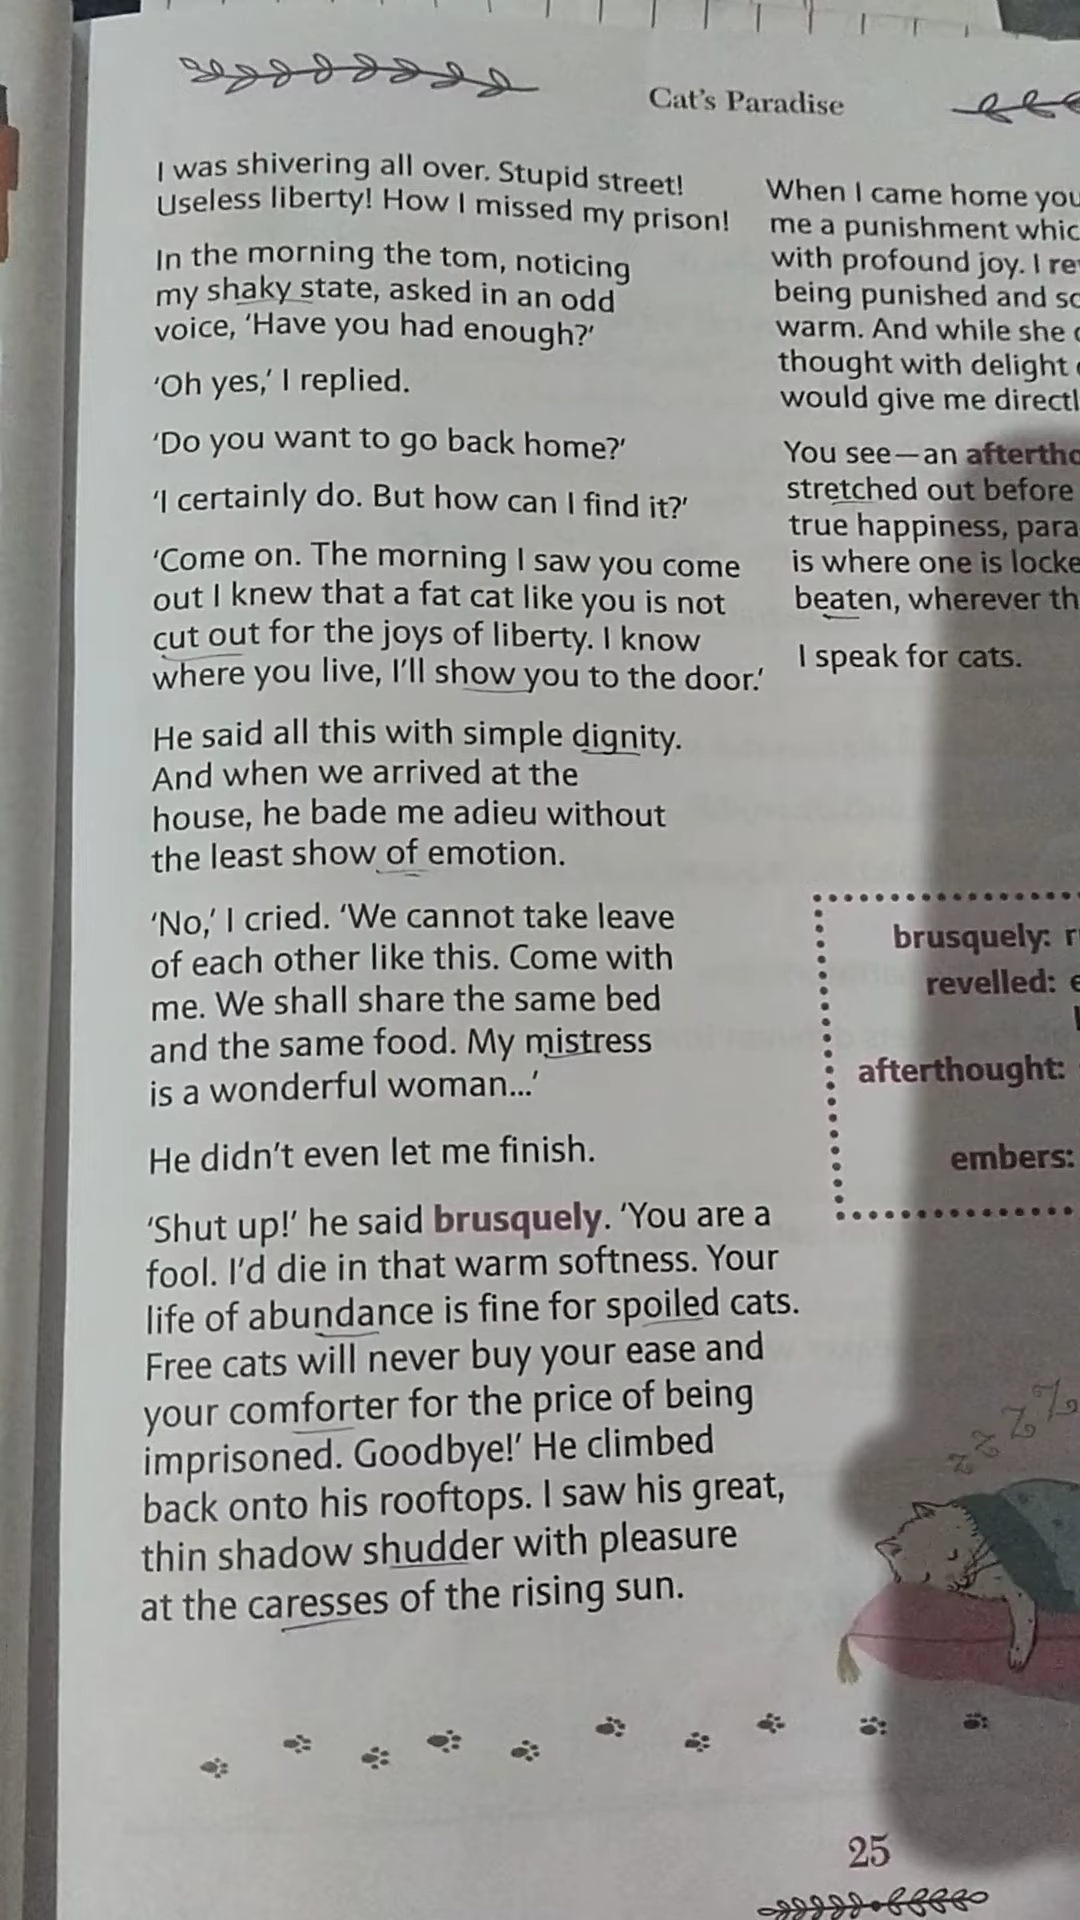 Cat's Paradise
I was shivering all over. Stupid street!
Useless liberty! How I missed my prison!
In the morning the tom, noticing
my shaky state, asked in an odd
voice, 'Have you had enough?'
'Oh yes,' I replied.
'Do you want to go back home?'
'I certainly do. But how can I find it?'
'Come on. The morning I saw you come
out I knew that a fat cat like you is not
cut out for the joys of liberty. I know
where you live, I'll show you to the door.'
He said all this with simple dignity.
And when we arrived at the
house, he bade me adieu without
the least show of emotion.
'No,' I cried. 'We cannot take leave
of each other like this. Come with
me. We shall share the same bed
and the same food. My mistress
is a wonderful woman...'
He didn't even let me finish.
'Shut up!' he said brusquely. 'You are a
fool. I'd die in that warm softness. Your
life of abundance is fine for spoiled cats.
Free cats will never buy your ease and
your comforter for the price of being
imprisoned. Goodbye!' He climbed
back onto his rooftops. I saw his great,
thin shadow shudder with pleasure
at the caresses of the rising sun.
When I came home you
me a punishment
with profound joy. I
being punished and
warm. And while she
thought with delight
would give me
You see—an
stretched out before
true happiness,
is where one is
beaten, wherever
I speak for cats.
brusquely:
revelled:
afterthought:
embers:
z z Z Z
25